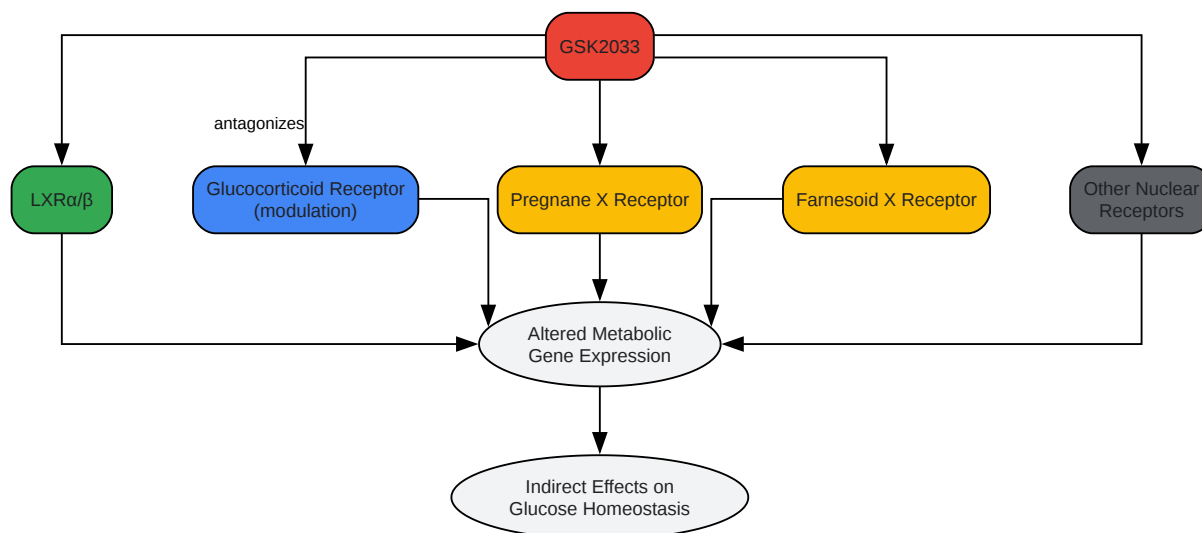 GSK2033
antagonizes
LXRα/β
Glucocorticoid Receptor
(modulation)
Pregnane X Receptor
Farnesoid X Receptor
Other Nuclear
Receptors
Altered Metabolic
Gene Expression
Indirect Effects on
Glucose Homeostasis